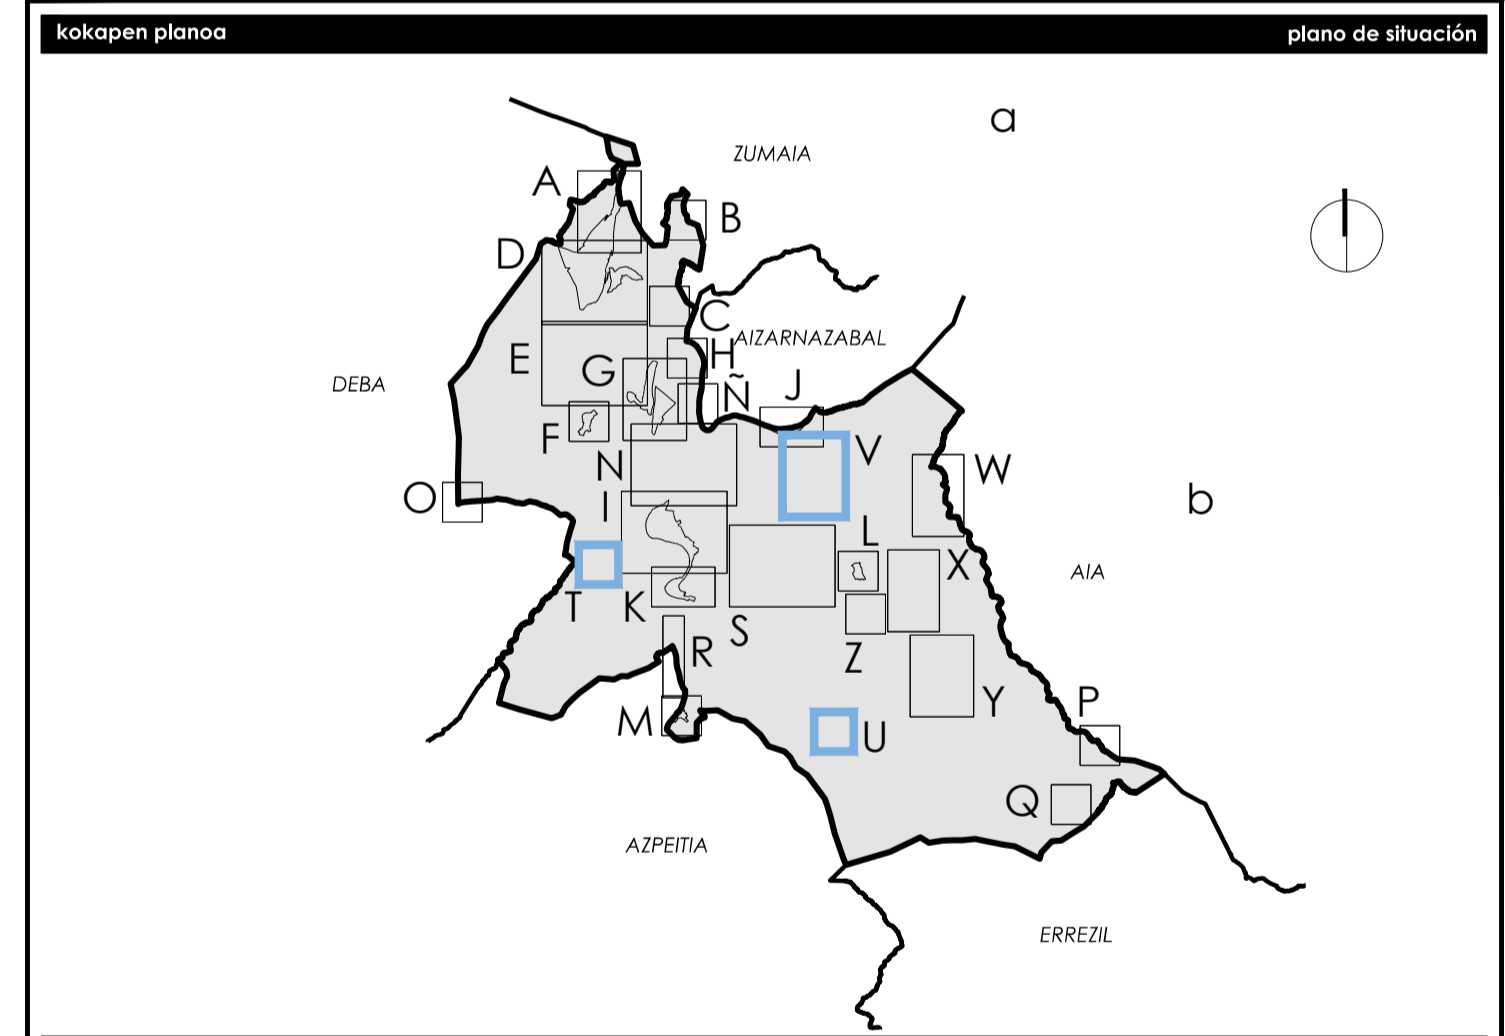 kokapen planoa
plano de situación
a
ZUMAIA
A
B
D
C
AIZARNAZABAL
H
E
G
DEBA
J
Ñ
F
V
N
W
O
I
b
L
X
AIA
T
K
S
R
Z
Y
P
M
U
Q
AZPEITIA
ERREZIL